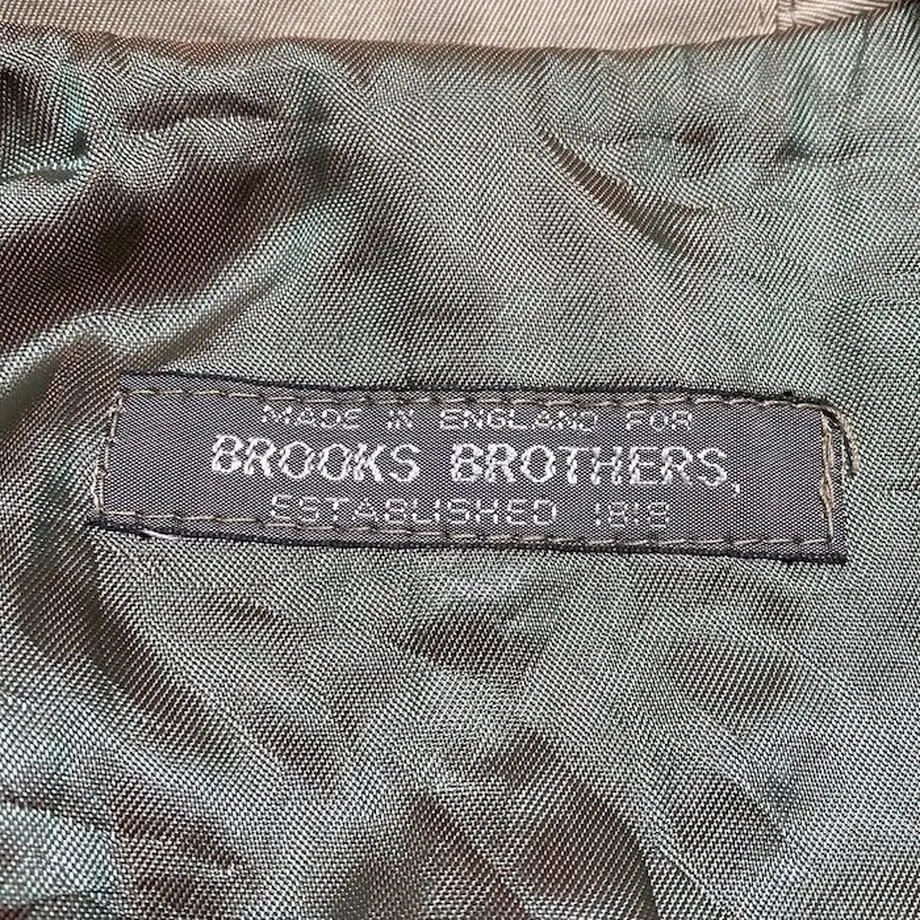 MADE IN ENGLAND FOR
BROOKS BROTHERS,
ESTABLISHED 1818